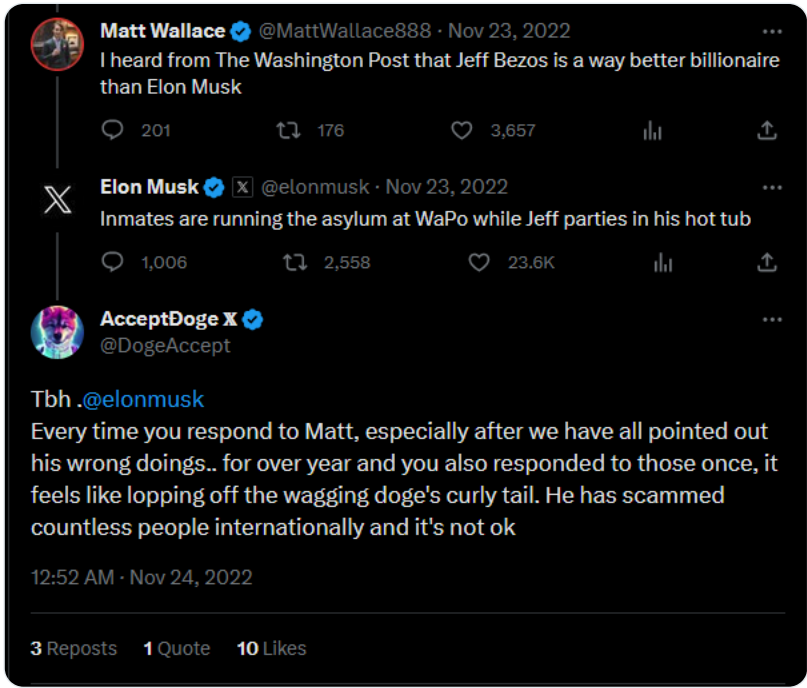 Matt Wallace @MattWallace888 · Nov 23, 2022
I heard from The Washington Post that Jeff Bezos is a way better billionaire
than Elon Musk
201 176 3,657
Elon Musk X @elonmusk · Nov 23, 2022
Inmates are running the asylum at WaPo while Jeff parties in his hot tub
1,006 2,558 23.6K
AcceptÐoge 𝕏
@DogeAccept
Tbh .@elonmusk
Every time you respond to Matt, especially after we have all pointed out
his wrong doings.. for over year and you also responded to those once, it
feels like lopping off the wagging doge's curly tail. He has scammed
countless people internationally and it's not ok
12:52 AM · Nov 24, 2022
3 Reposts 1 Quote 10 Likes